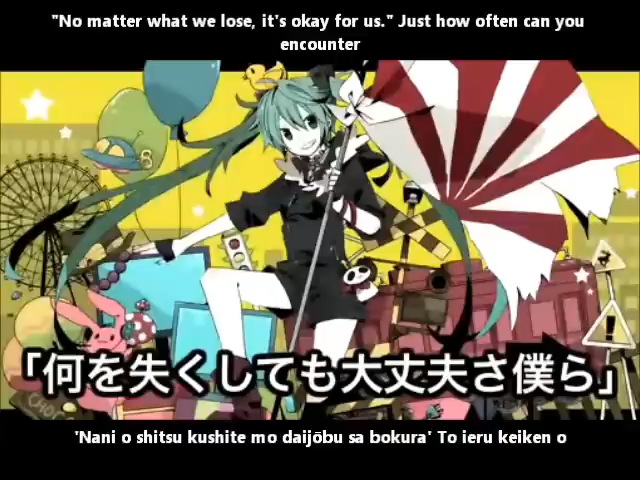 "No matter what we lose, it's okay for us." Just how often can you
encounter
「何を失くしても大丈夫さ僕ら」
'Nani o shitsu kushite mo daijōbu sa bokura' To ieru keiken o